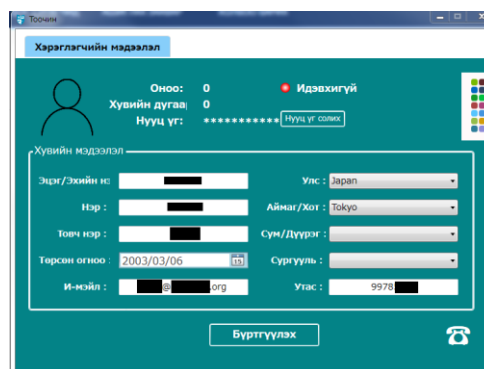 Тоочин
Хэрэглэгчийн мэдээлэл
Оноо: 0 Идэвхигүй
Хувийн дугаа 0
Нууц үг: *********** Нууц үг солих
Хувийн мэдээлэл
Эцэг/Эхийн нэ Улс : Japan
Нэр : Аймаг/Хот : Tokyo
Товч нэр : Сум/Дүүрэг :
Төрсөн огноо : 2003/03/06 15 Сургууль :
И-мэйл : @ .org Утас : 9978
Бүртгүүлэх